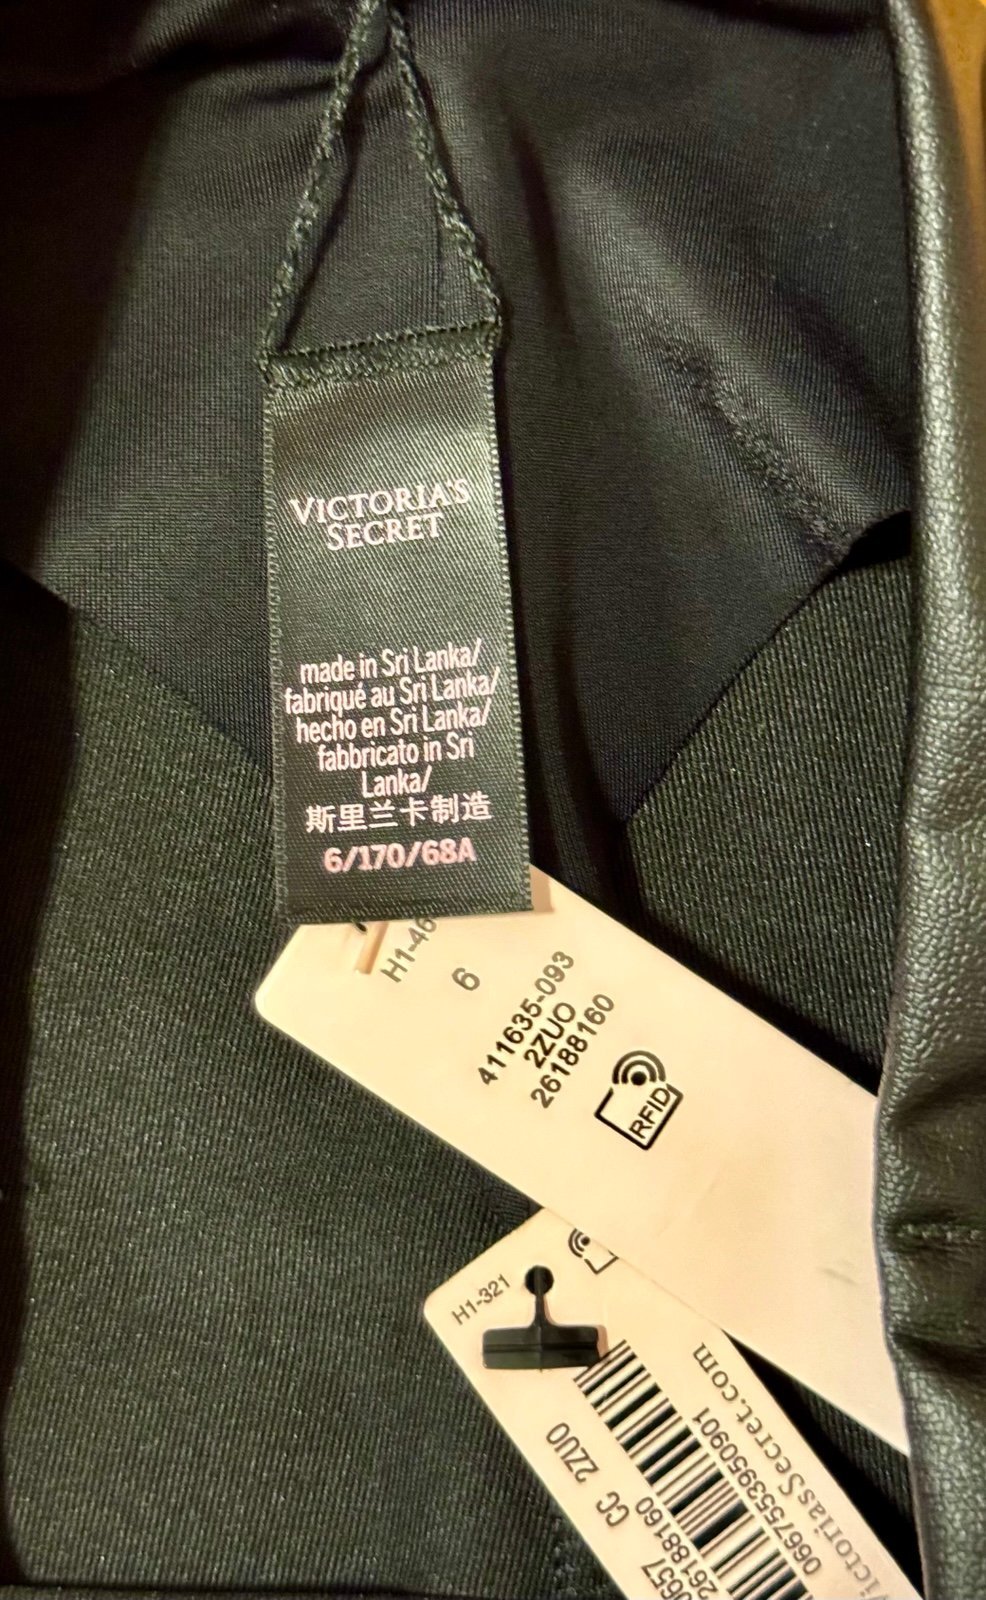 VICTORIA'S
SECRET
made in Sri Lanka/
fabriqué au Sri Lanka/
hecho en Sri Lanka/
fabbricato in Sri
Lanka/
斯里兰卡制造
6/170/68A
H1-46
6
411635-093
2ZUO
26188160
RFID
H1-321
CC 2ZUO
0657
26188160
0667553950901
VictoriasSecret.com